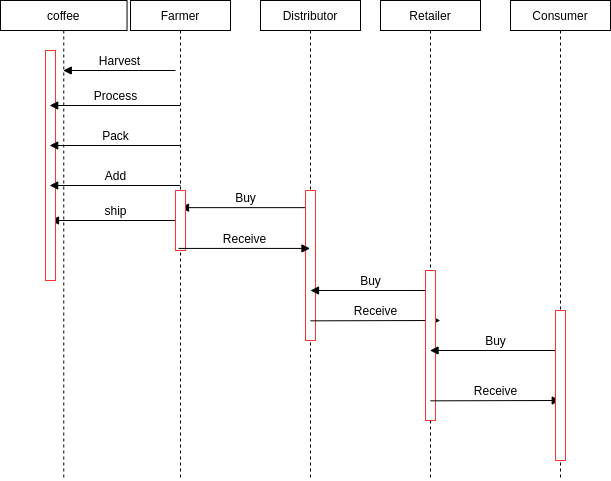 coffee
Farmer
Distributor
Retailer
Consumer
Harvest
Process
Pack
Add
Buy
ship
Receive
Buy
Receive
Buy
Receive